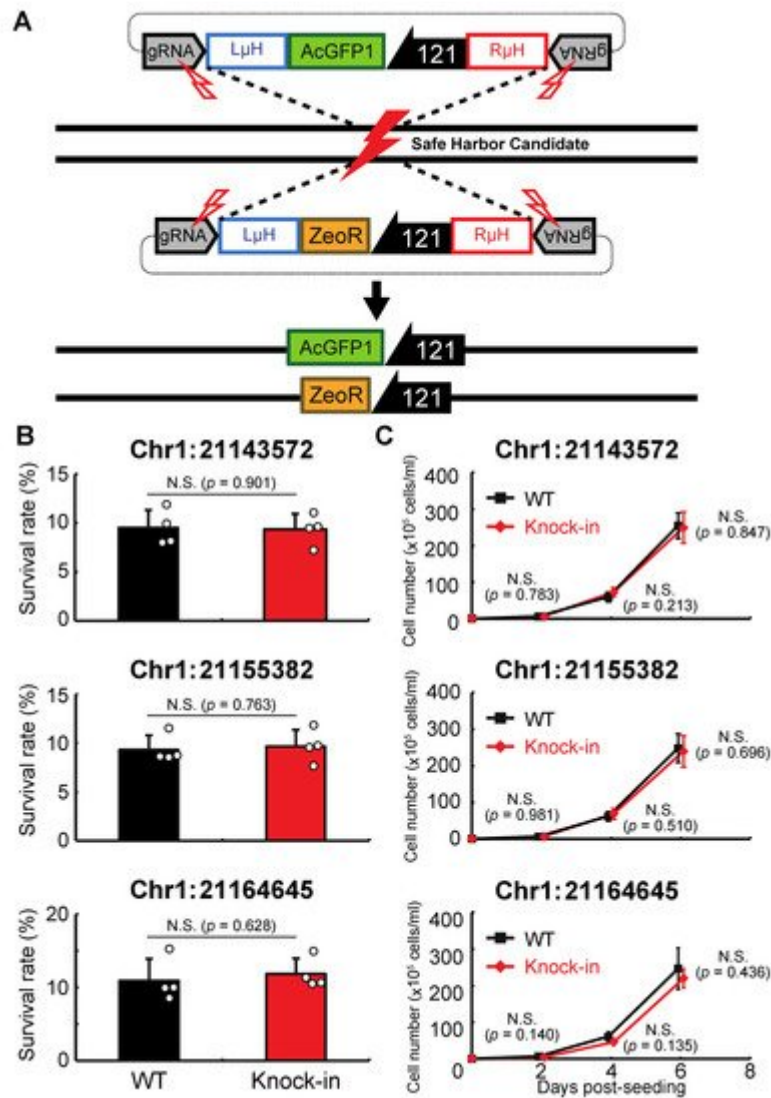 A
gRNA LµH AcGFP1 121 RµH gRNA
Safe Harbor Candidate
gRNA LµH ZeoR 121 RµH gRNA
AcGFP1 121
ZeoR 121
B
Chr1:21143572
Survival rate (%)
15
10
5
0
N.S. (p = 0.901)
Chr1:21155382
Survival rate (%)
15
10
5
0
N.S. (p = 0.763)
Chr1:21164645
Survival rate (%)
20
10
0
N.S. (p = 0.628)
WT Knock-in
C
Chr1:21143572
Cell number (x10⁵ cells/ml)
400
300
200
100
0
WT
Knock-in
N.S.
(p = 0.783)
N.S.
(p = 0.213)
N.S.
(p = 0.847)
Chr1:21155382
Cell number (x10⁵ cells/ml)
400
300
200
100
0
WT
Knock-in
N.S.
(p = 0.981)
N.S.
(p = 0.510)
N.S.
(p = 0.696)
Chr1:21164645
Cell number (x10⁵ cells/ml)
400
300
200
100
0
WT
Knock-in
N.S.
(p = 0.140)
N.S.
(p = 0.135)
N.S.
(p = 0.436)
0 2 4 6 8
Days post-seeding